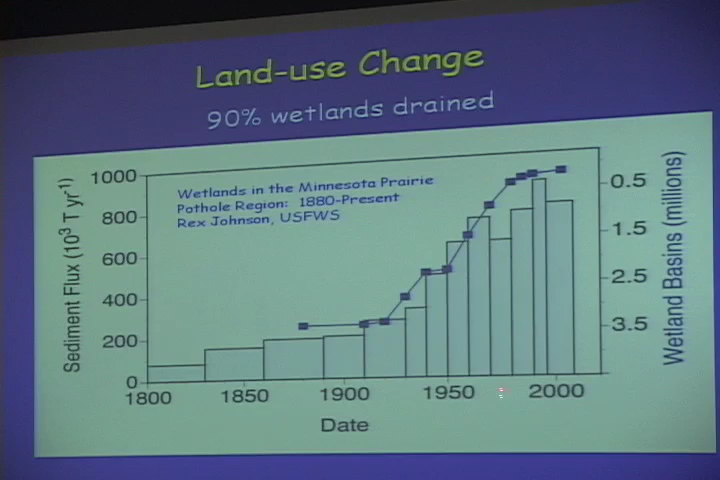 Land-use Change
90% wetlands drained
Wetlands in the Minnesota Prairie
Pothole Region: 1880-Present
Rex Johnson, USFWS
Sediment Flux (10³ T yr⁻¹)
1000
800
600
400
200
0
Wetland Basins (millions)
0.5
1.5
2.5
3.5
1800 1850 1900 1950 2000
Date